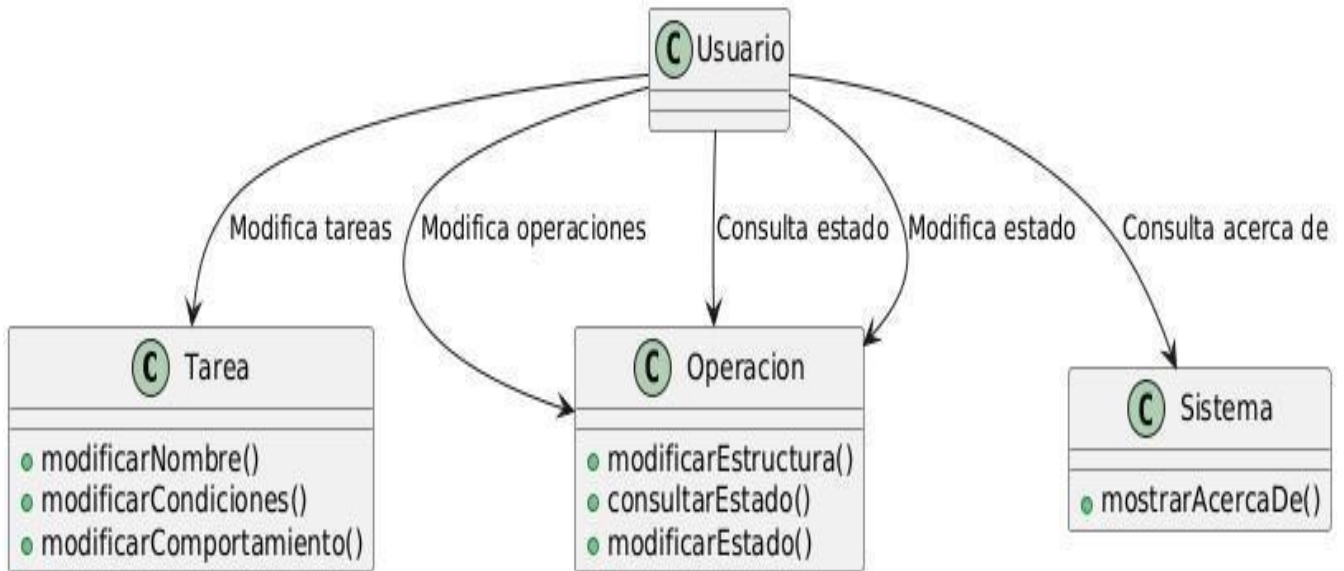 C Usuario
Modifica tareas
Modifica operaciones
Consulta estado
Modifica estado
Consulta acerca de
C Tarea
modificarNombre()
modificarCondiciones()
modificarComportamiento()
C Operacion
modificarEstructura()
consultarEstado()
modificarEstado()
C Sistema
mostrarAcercaDe()